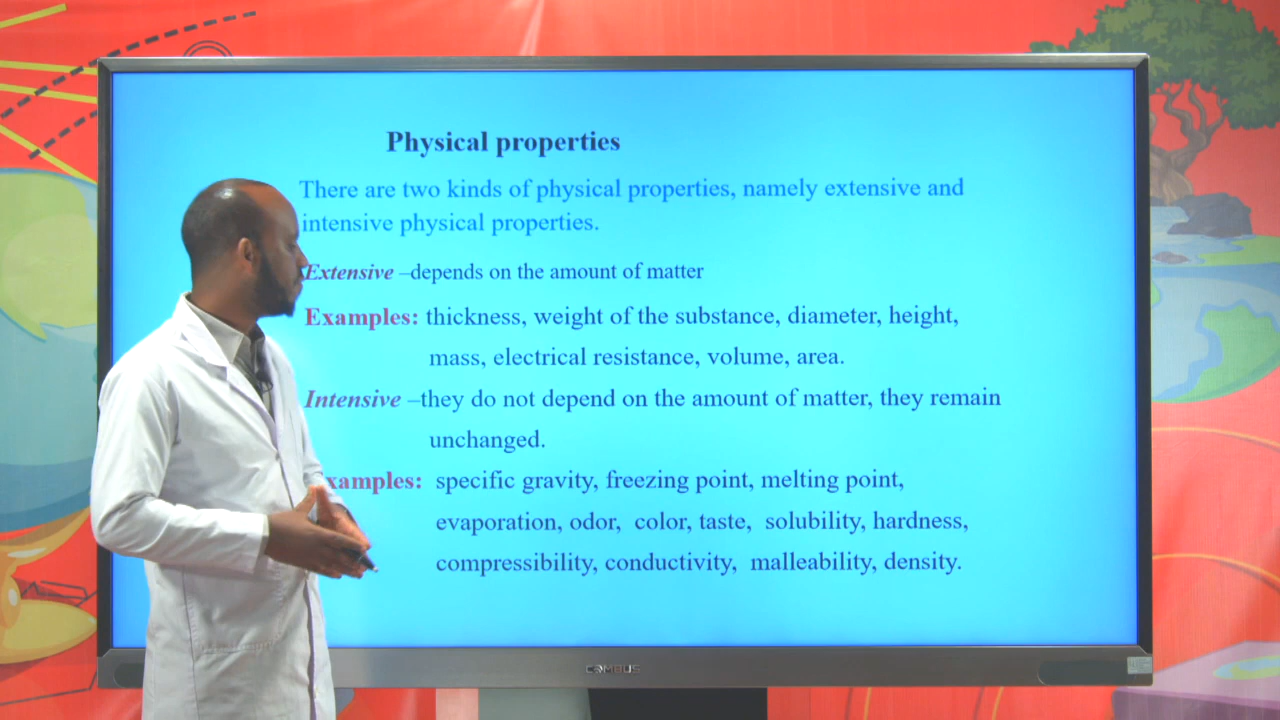 Physical properties
There are two kinds of physical properties, namely extensive and
intensive physical properties.
Extensive –depends on the amount of matter
Examples: thickness, weight of the substance, diameter, height,
mass, electrical resistance, volume, area.
Intensive –they do not depend on the amount of matter, they remain
unchanged.
xamples: specific gravity, freezing point, melting point,
evaporation, odor, color, taste, solubility, hardness,
compressibility, conductivity, malleability, density.